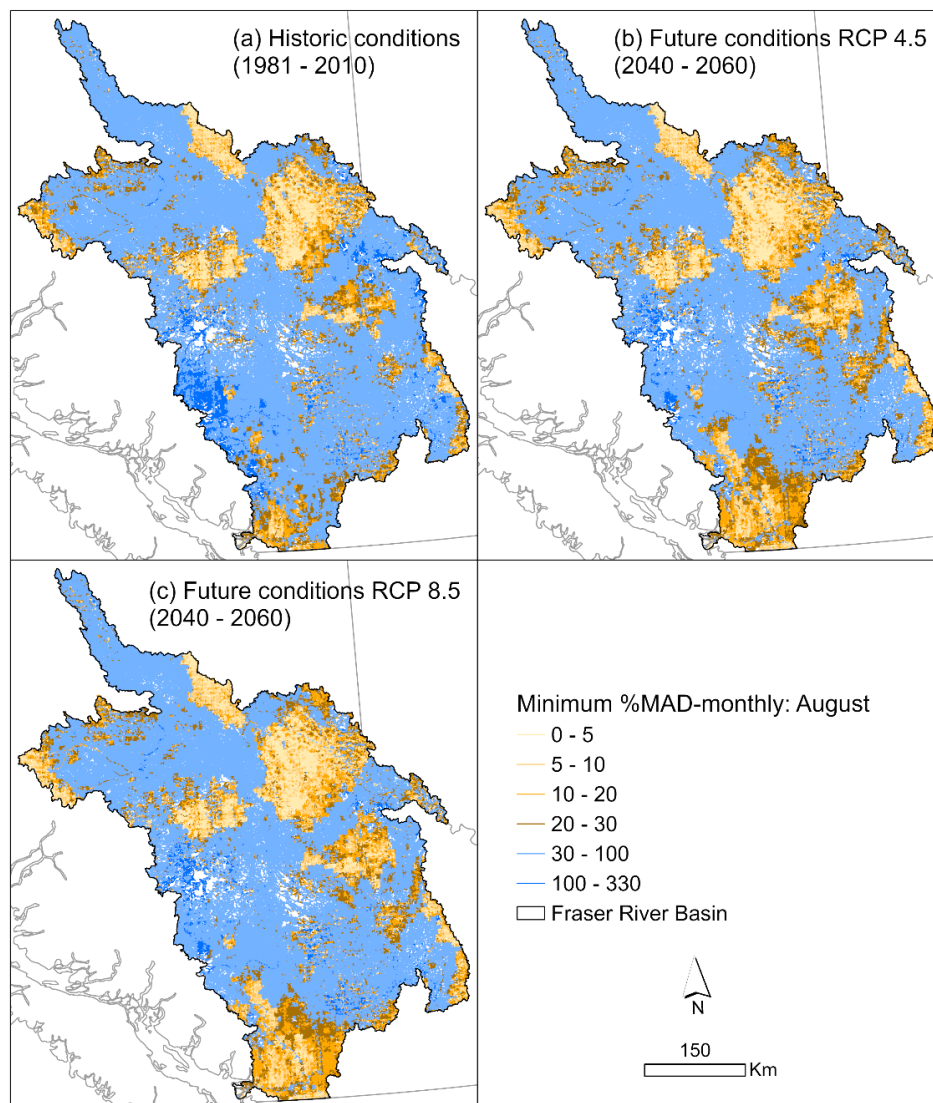 (a) Historic conditions
(1981 - 2010)
(b) Future conditions RCP 4.5
(2040 - 2060)
(c) Future conditions RCP 8.5
(2040 - 2060)
Minimum %MAD-monthly: August
0 - 5
5 - 10
10 - 20
20 - 30
30 - 100
100 - 330
Fraser River Basin
N
150
Km